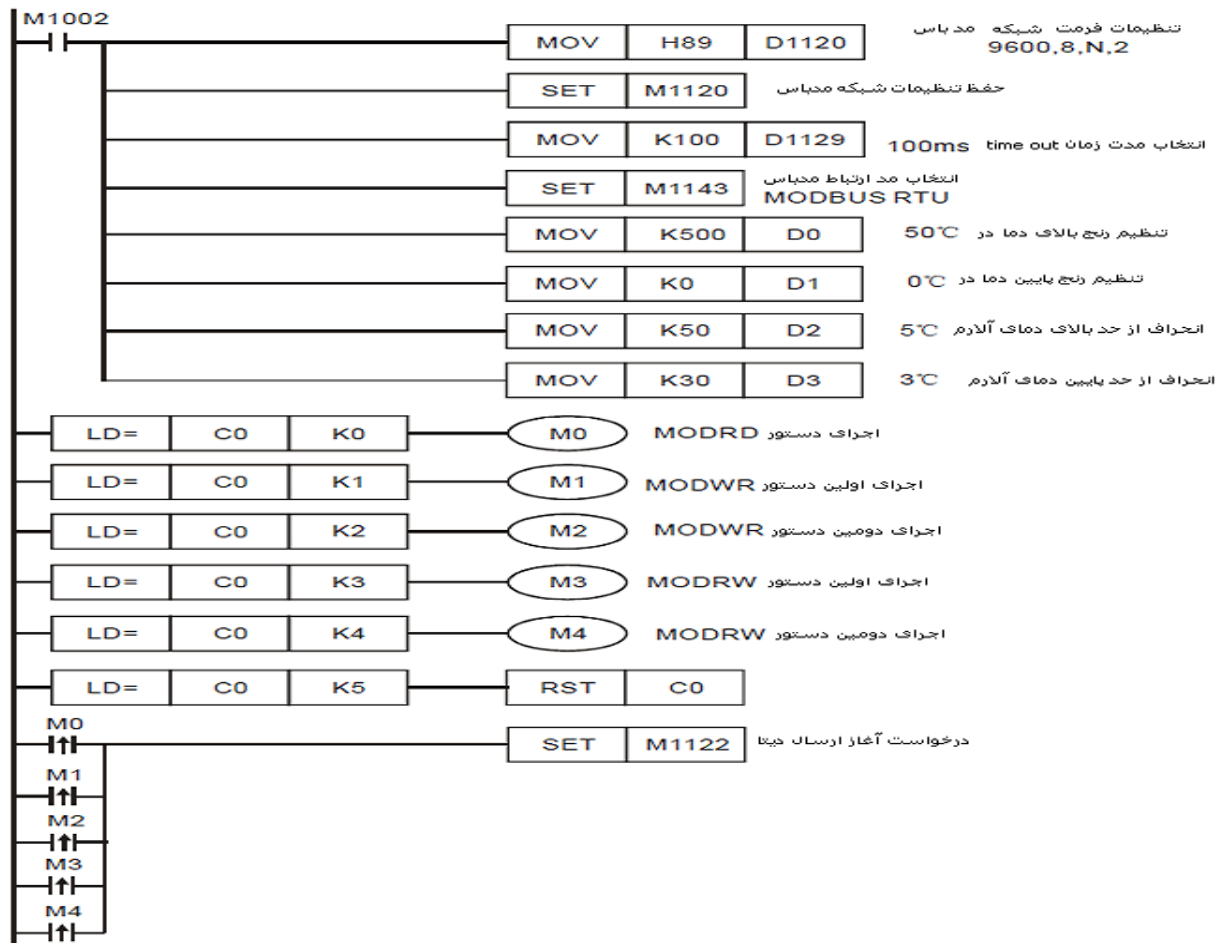 M1002
MOV H89 D1120 تنظیمات فرمت شبکه مدباس
9600,8,N,2
SET M1120 حفظ تنظیمات شبکه مدباس
MOV K100 D1129 انتخاب مدت زمان time out 100ms
SET M1143 انتخاب مد ارتباط مدباس
MODBUS RTU
MOV K500 D0 تنظیم رنج بالای دما در 50℃
MOV K0 D1 تنظیم رنج پایین دما در 0℃
MOV K50 D2 انحراف از حد بالای دمای آلارم 5℃
MOV K30 D3 انحراف از حد پایین دمای آلارم 3℃
LD= C0 K0 M0 اجرای دستور MODRD
LD= C0 K1 M1 اجرای اولین دستور MODWR
LD= C0 K2 M2 اجرای دومین دستور MODWR
LD= C0 K3 M3 اجرای اولین دستور MODRW
LD= C0 K4 M4 اجرای دومین دستور MODRW
LD= C0 K5 RST C0
M0
SET M1122 درخواست آغاز ارسال دیتا
M1
M2
M3
M4